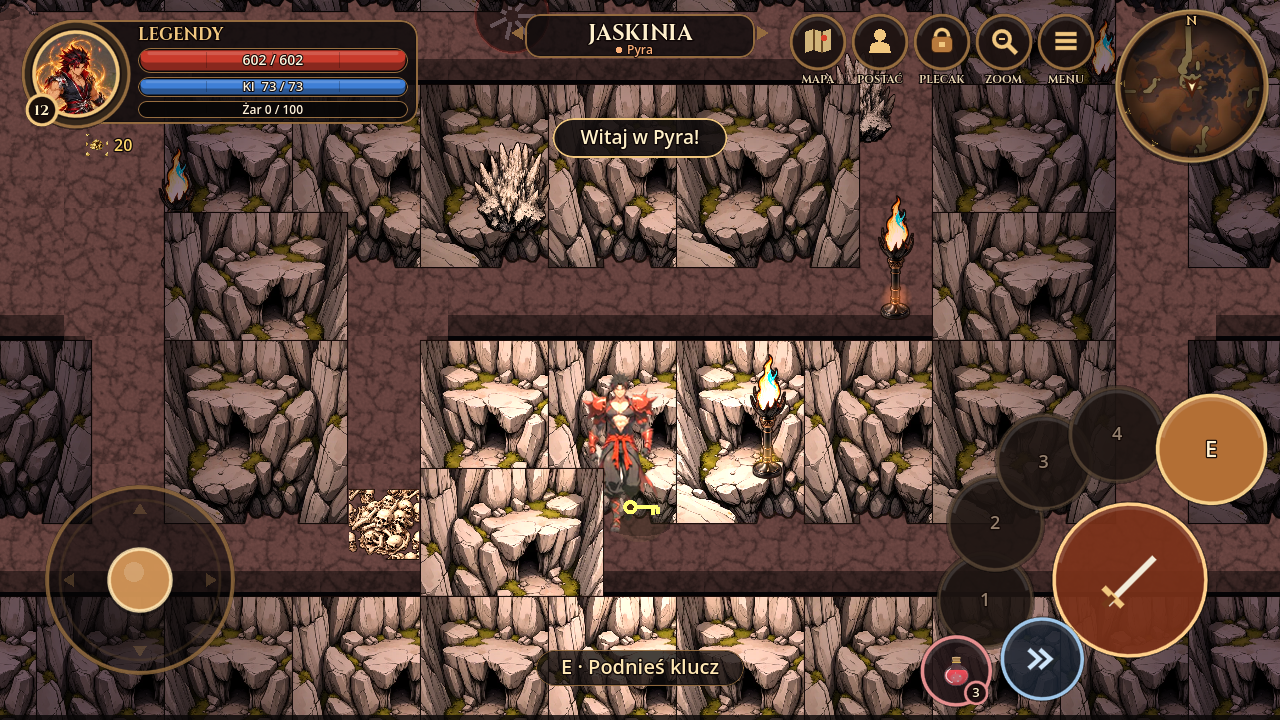 LEGENDY
602 / 602
KI 73 / 73
Żar 0 / 100
12
20
JASKINIA
Pyra
MAPA
POSTAĆ
PLECAK
ZOOM
MENU
N
Witaj w Pyra!
4
E
3
2
1
E · Podnieś klucz
3